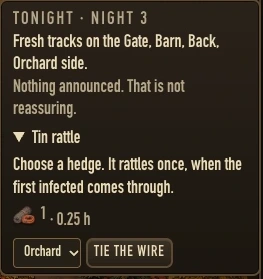 TONIGHT · NIGHT 3
Fresh tracks on the Gate, Barn, Back,
Orchard side.
Nothing announced. That is not
reassuring.
▼ Tin rattle
Choose a hedge. It rattles once, when the
first infected comes through.
1 · 0.25 h
Orchard TIE THE WIRE